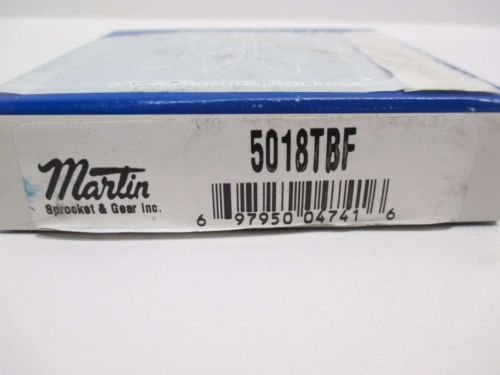 5018TBF
Martin
Sprocket & Gear Inc.
6 97950 04741 6